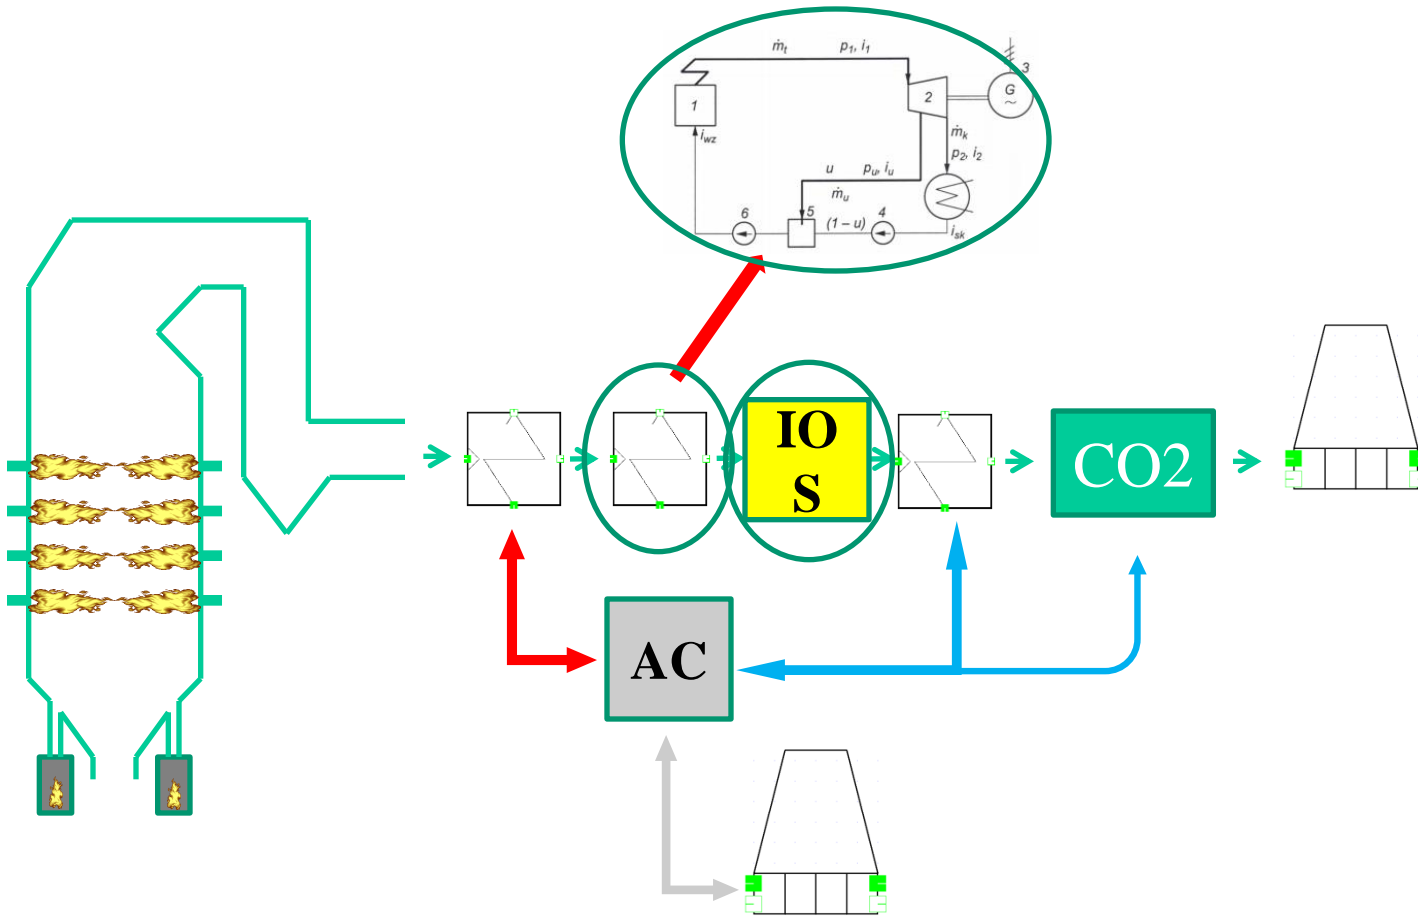 ṁt
p1, i1
3
G
~
1
2
iwz
ṁk
p2, i2
u
pu, iu
ṁu
6
5
(1 – u)
4
isk
IO
S
CO2
AC